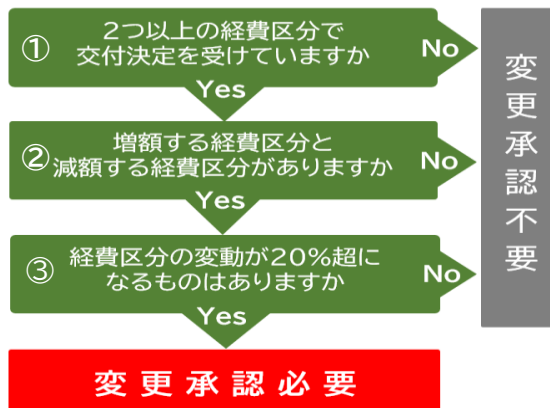 ① 2つ以上の経費区分で
交付決定を受けていますか
No
Yes
② 増額する経費区分と
減額する経費区分がありますか
No
Yes
③ 経費区分の変動が20%超に
なるものはありますか
No
Yes
変更承認必要
変更承認不要